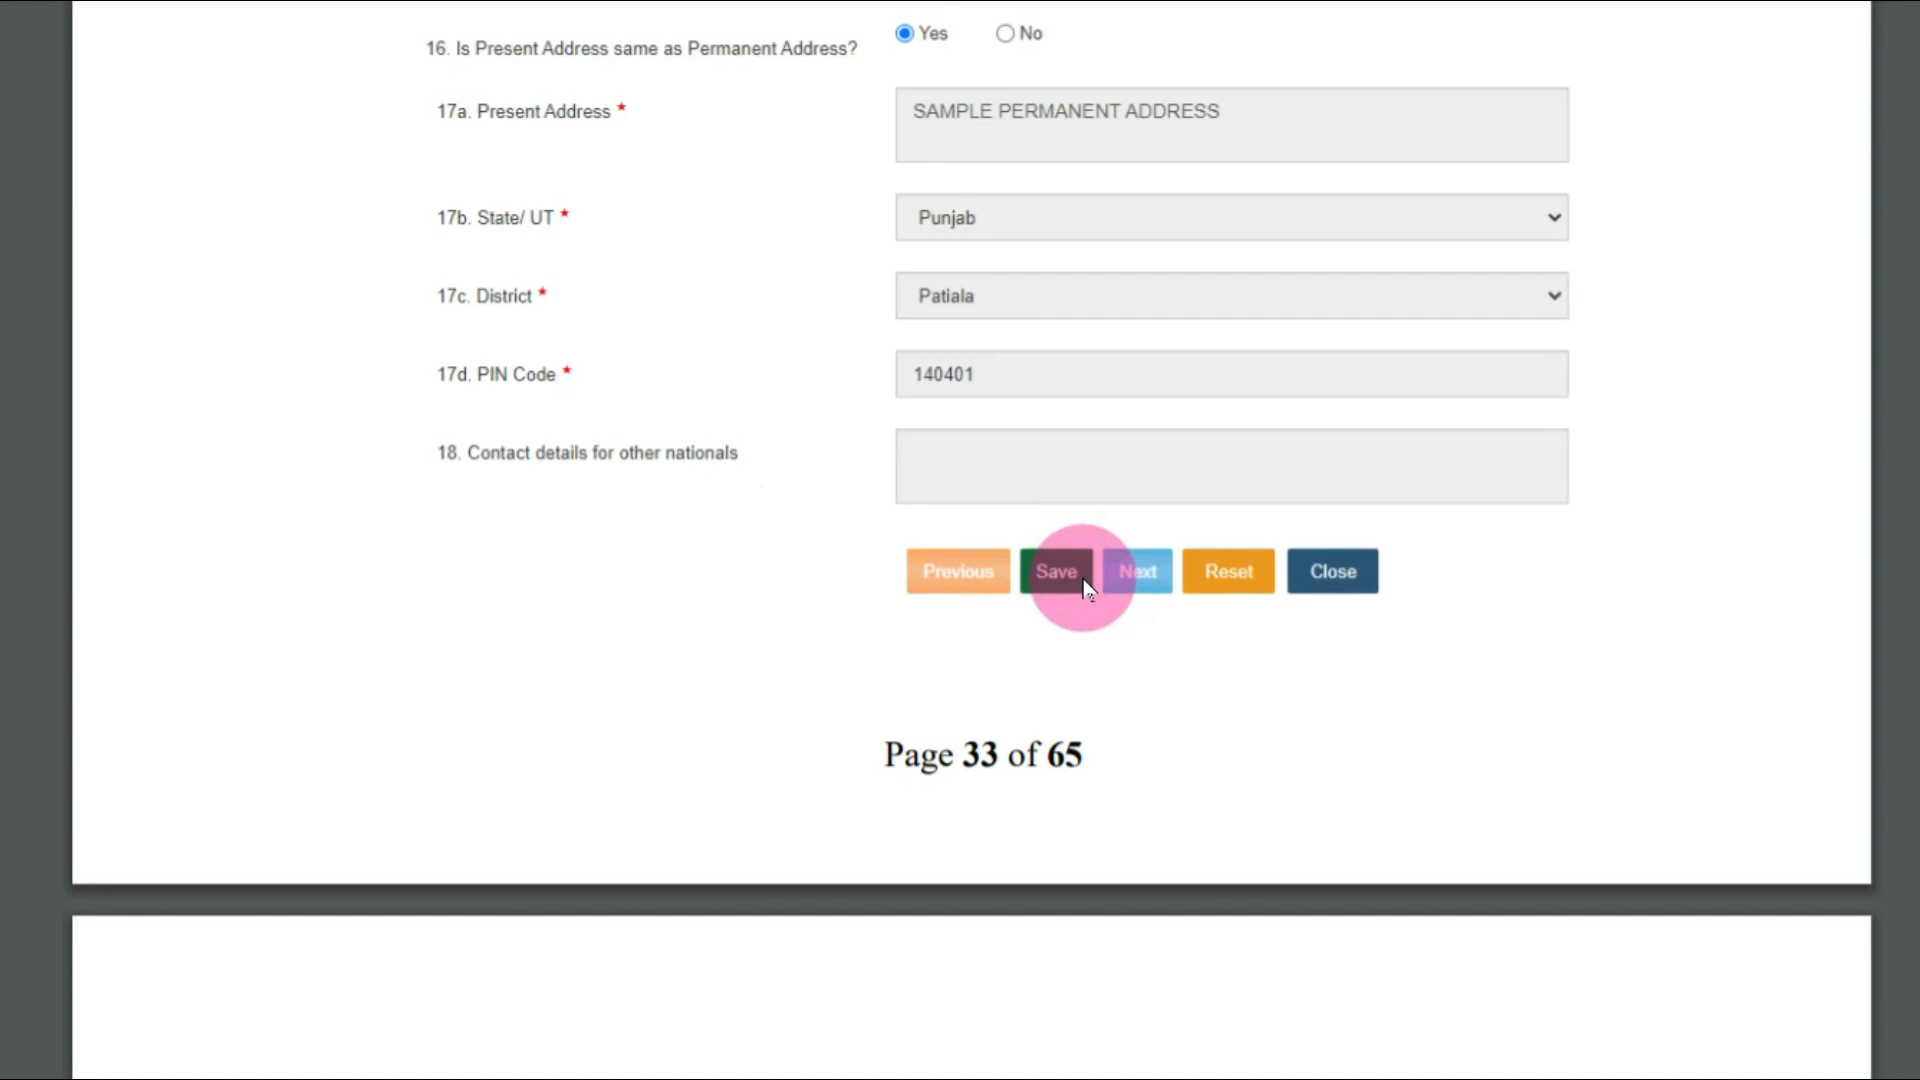 Yes No
16. Is Present Address same as Permanent Address?
17a. Present Address * SAMPLE PERMANENT ADDRESS
17b. State/ UT * Punjab
17c. District * Patiala
17d. PIN Code * 140401
18. Contact details for other nationals
Previous Save Next Reset Close
Page 33 of 65